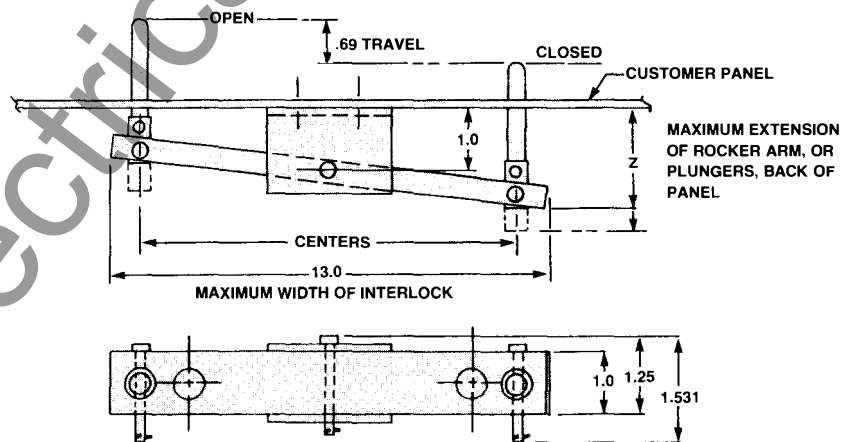 OPEN
.69 TRAVEL
CLOSED
CUSTOMER PANEL
1.0
MAXIMUM EXTENSION
OF ROCKER ARM, OR
PLUNGERS, BACK OF
PANEL
Z
CENTERS
13.0
MAXIMUM WIDTH OF INTERLOCK
1.0
1.25
1.531